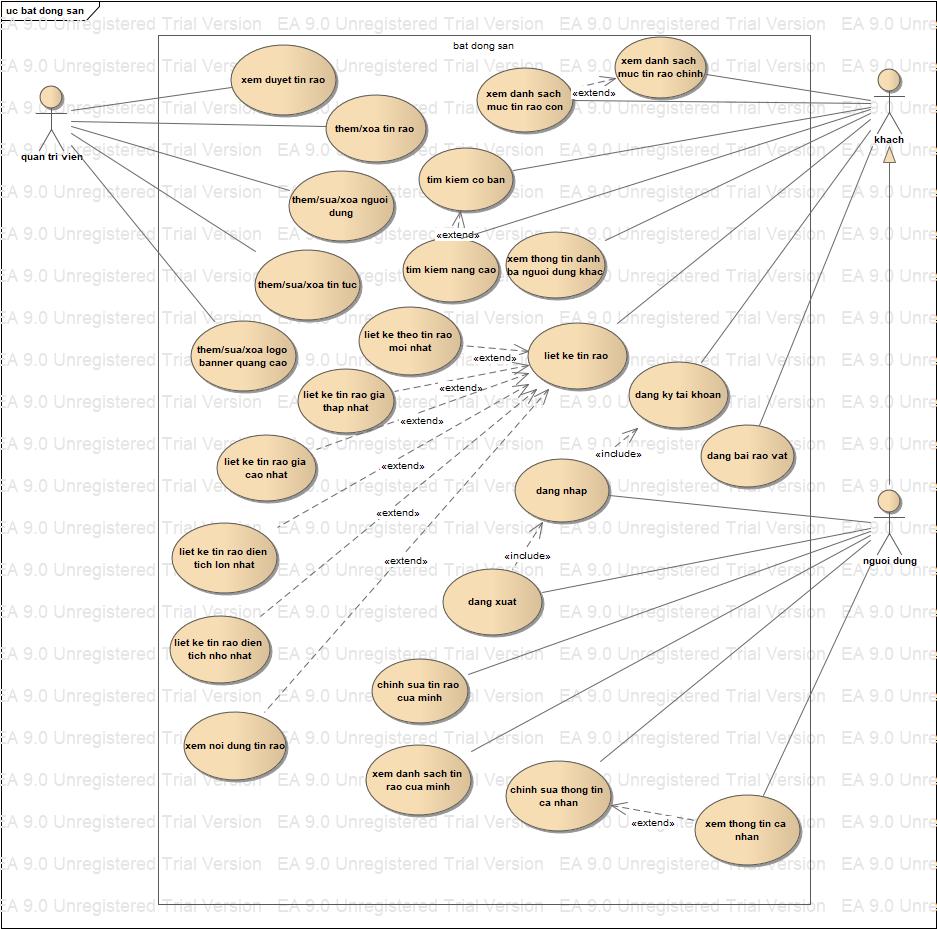 uc bat dong san
EA 9.0 Unregistered Trial Version
bat dong san
xem duyet tin rao
xem danh sach
muc tin rao chinh
«extend»
xem danh sach
muc tin rao con
quan tri vien
khach
them/xoa tin rao
tim kiem co ban
them/sua/xoa nguoi
dung
«extend»
tim kiem nang cao
xem thong tin danh
ba nguoi dung khac
them/sua/xoa tin tuc
them/sua/xoa logo
banner quang cao
liet ke theo tin rao
moi nhat
«extend»
liet ke tin rao
liet ke tin rao gia
thap nhat
«extend»
dang ky tai khoan
«extend»
liet ke tin rao gia
cao nhat
«include»
dang bai rao vat
«extend»
dang nhap
«extend»
liet ke tin rao dien
tich lon nhat
«extend»
«include»
nguoi dung
dang xuat
liet ke tin rao dien
tich nho nhat
chinh sua tin rao
cua minh
xem noi dung tin rao
xem danh sach tin
rao cua minh
chinh sua thong tin
ca nhan
«extend»
xem thong tin ca
nhan